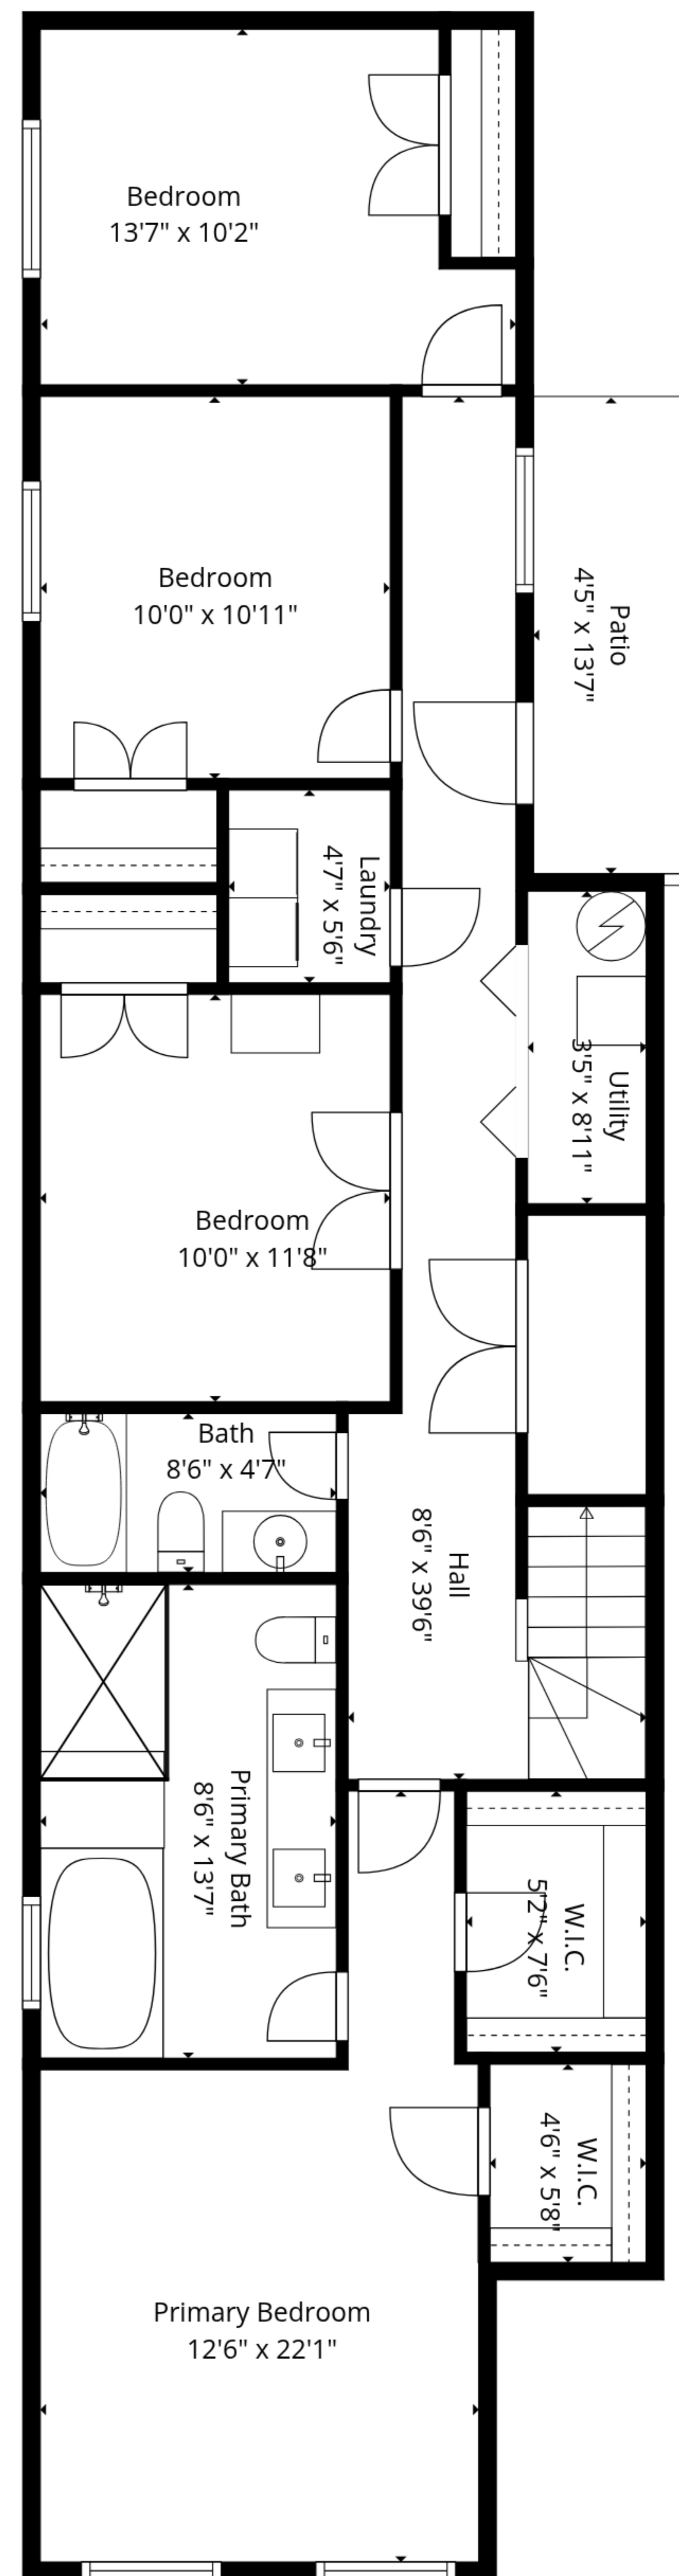 Bedroom
13'7" x 10'2"
Bedroom
10'0" x 10'11"
Patio
4'5" x 13'7"
Laundry
4'7" x 5'6"
Utility
3'5" x 8'11"
Bedroom
10'0" x 11'8"
Bath
8'6" x 4'7"
Hall
8'6" x 39'6"
Primary Bath
8'6" x 13'7"
W.I.C.
5'2" x 7'6"
W.I.C.
4'6" x 5'8"
Primary Bedroom
12'6" x 22'1"